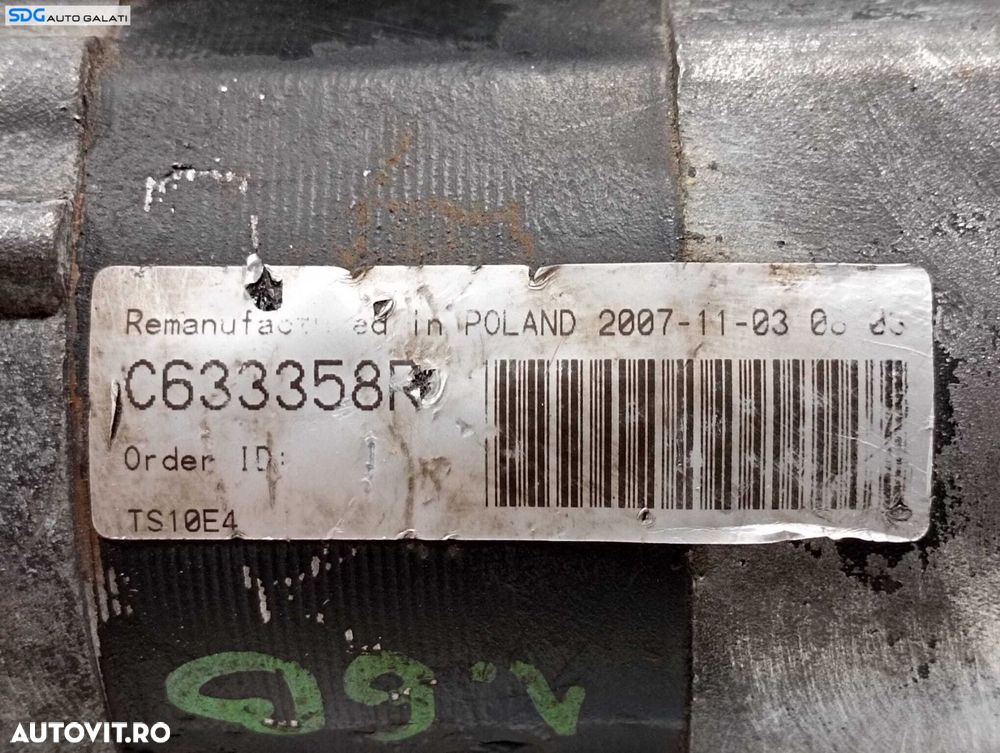 SDG AUTO GALATI
Remanufactured in POLAND 2007-11-03
C633358R
Order ID:
TS10E4
AUTOVIT.RO